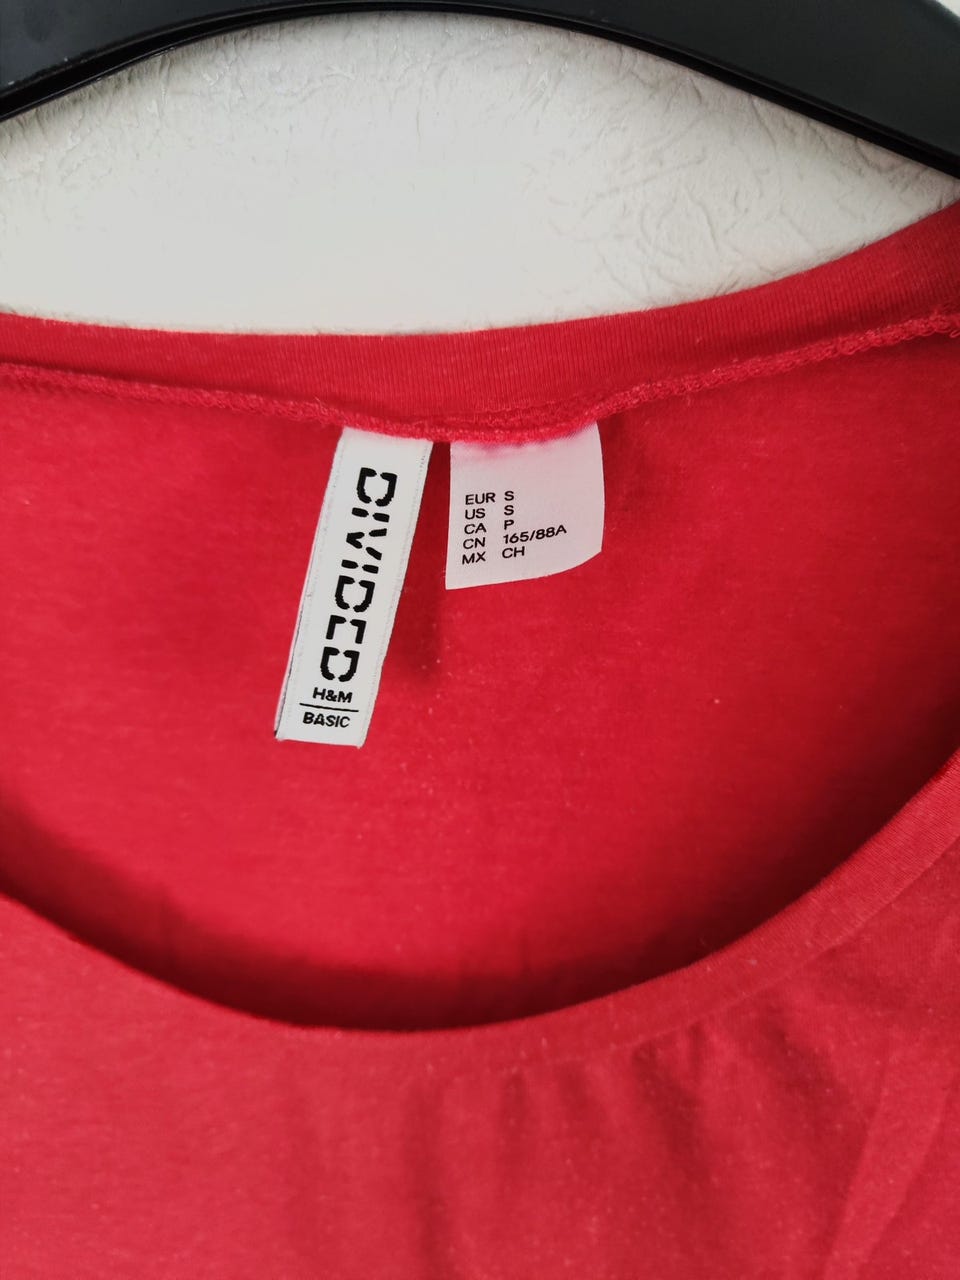 DIVIDED
H&M
BASIC
EUR S
US S
CA P
CN 165/88A
MX CH